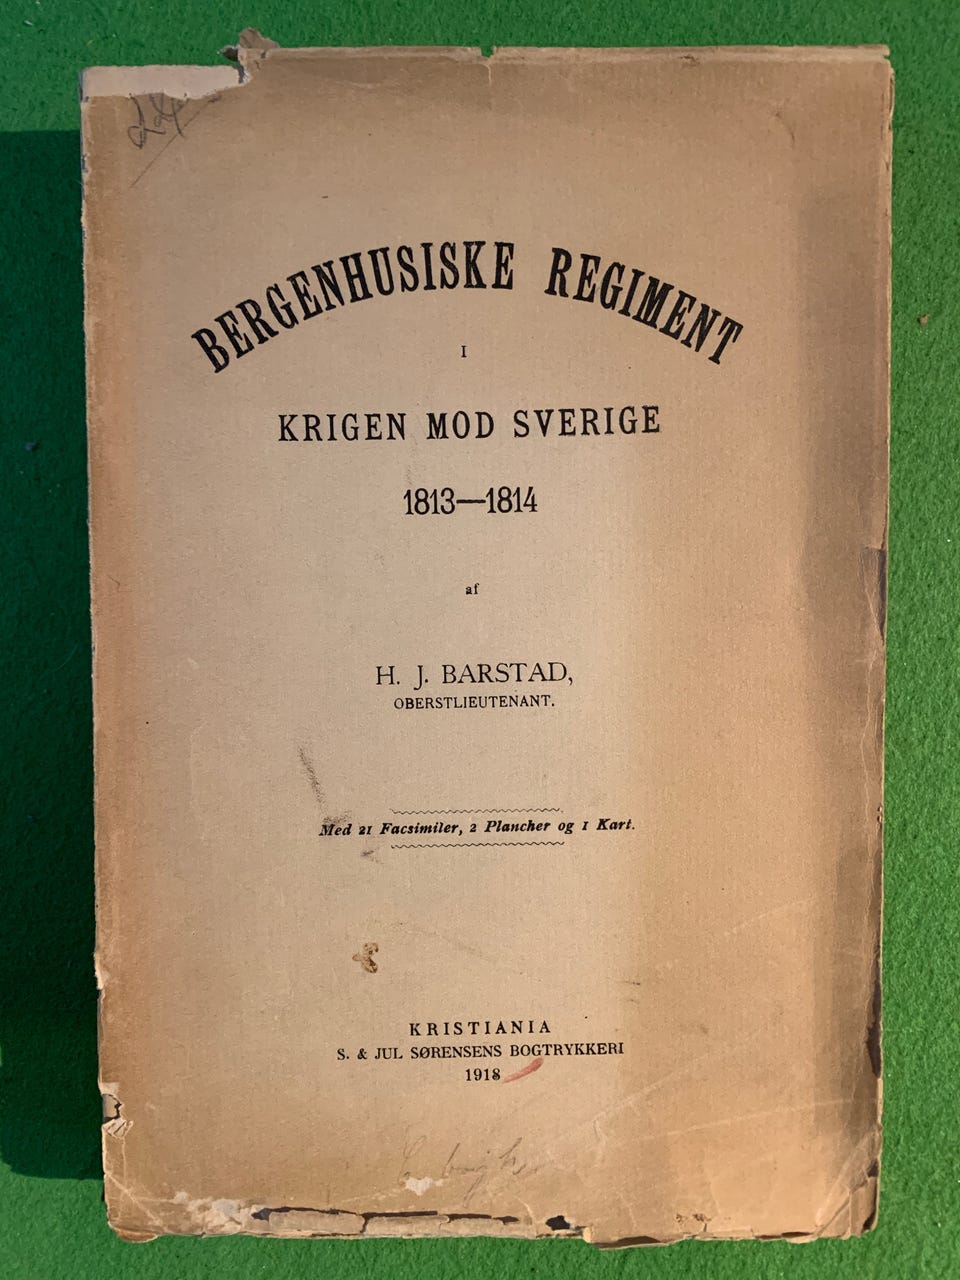 BERGENHUSISKE REGIMENT
I
KRIGEN MOD SVERIGE
1813—1814
af
H. J. BARSTAD,
OBERSTLIEUTENANT.
Med 21 Facsimiler, 2 Plancher og 1 Kart.
KRISTIANIA
S. & JUL SØRENSENS BOGTRYKKERI
1918